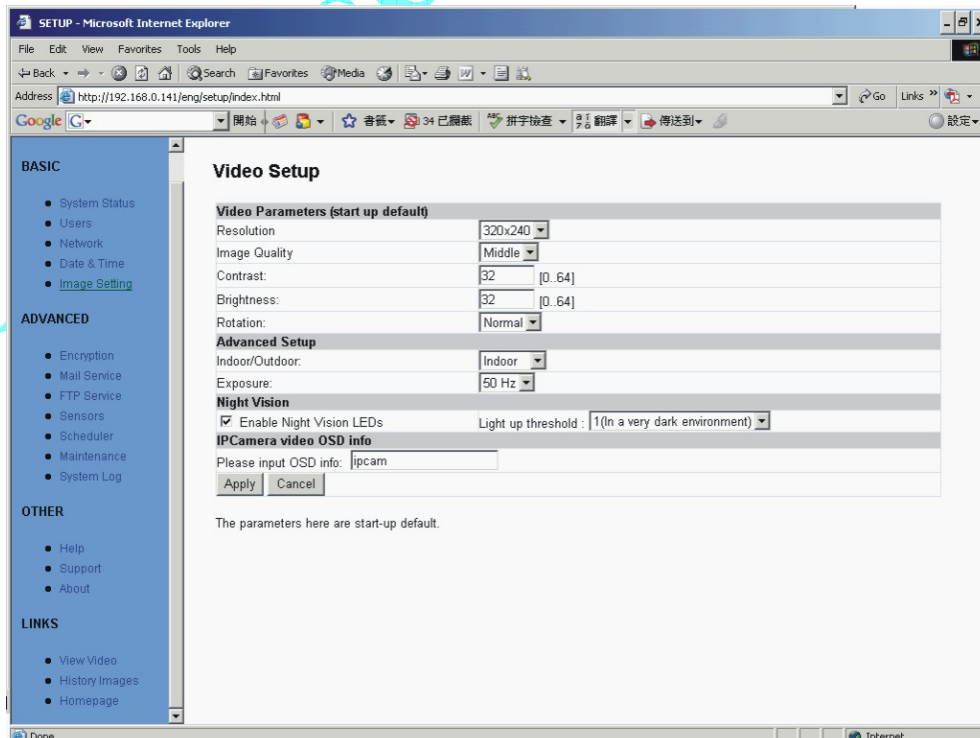 SETUP - Microsoft Internet Explorer
File Edit View Favorites Tools Help
Back Search Favorites Media
Address http://192.168.0.141/eng/setup/index.html Go Links »
Google G 開始 書籤 34 已攔截 拼字檢查 翻譯 傳送到 設定
BASIC
System Status
Users
Network
Date & Time
Image Setting
ADVANCED
Encryption
Mail Service
FTP Service
Sensors
Scheduler
Maintenance
System Log
OTHER
Help
Support
About
LINKS
View Video
History Images
Homepage
Video Setup
Video Parameters (start up default)
Resolution 320x240
Image Quality Middle
Contrast: 32 [0..64]
Brightness: 32 [0..64]
Rotation: Normal
Advanced Setup
Indoor/Outdoor: Indoor
Exposure: 50 Hz
Night Vision
Enable Night Vision LEDs Light up threshold : 1(In a very dark environment)
IPCamera video OSD info
Please input OSD info: ipcam
Apply Cancel
The parameters here are start-up default.
Done Internet